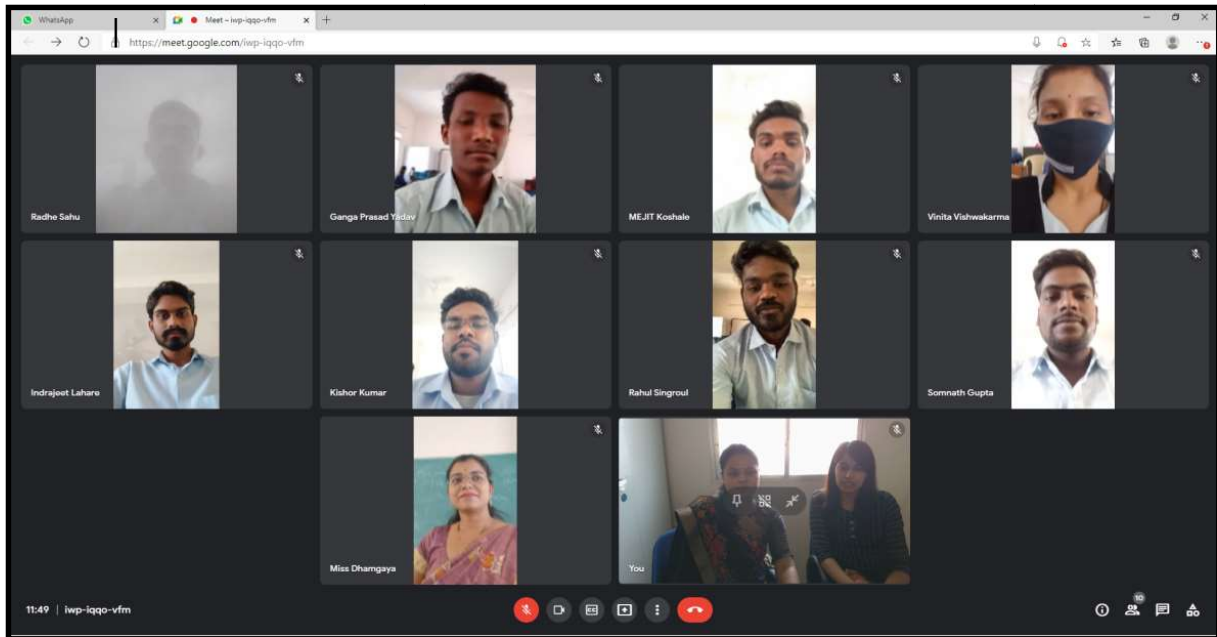 WhatsApp
Meet – iwp-iqqo-vfm
https://meet.google.com/iwp-iqqo-vfm
Radhe Sahu
Ganga Prasad Yadav
MEJIT Koshale
Vinita Vishwakarma
Indrajeet Lahare
Kishor Kumar
Rahul Singroul
Somnath Gupta
Miss Dhamgaya
You
11:49 | iwp-iqqo-vfm
CC
10